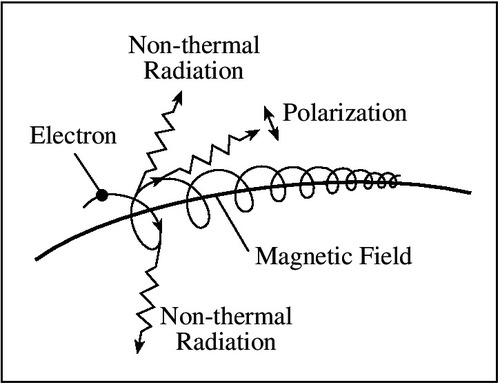 Non-thermal
Radiation
Polarization
Electron
Magnetic Field
Non-thermal
Radiation